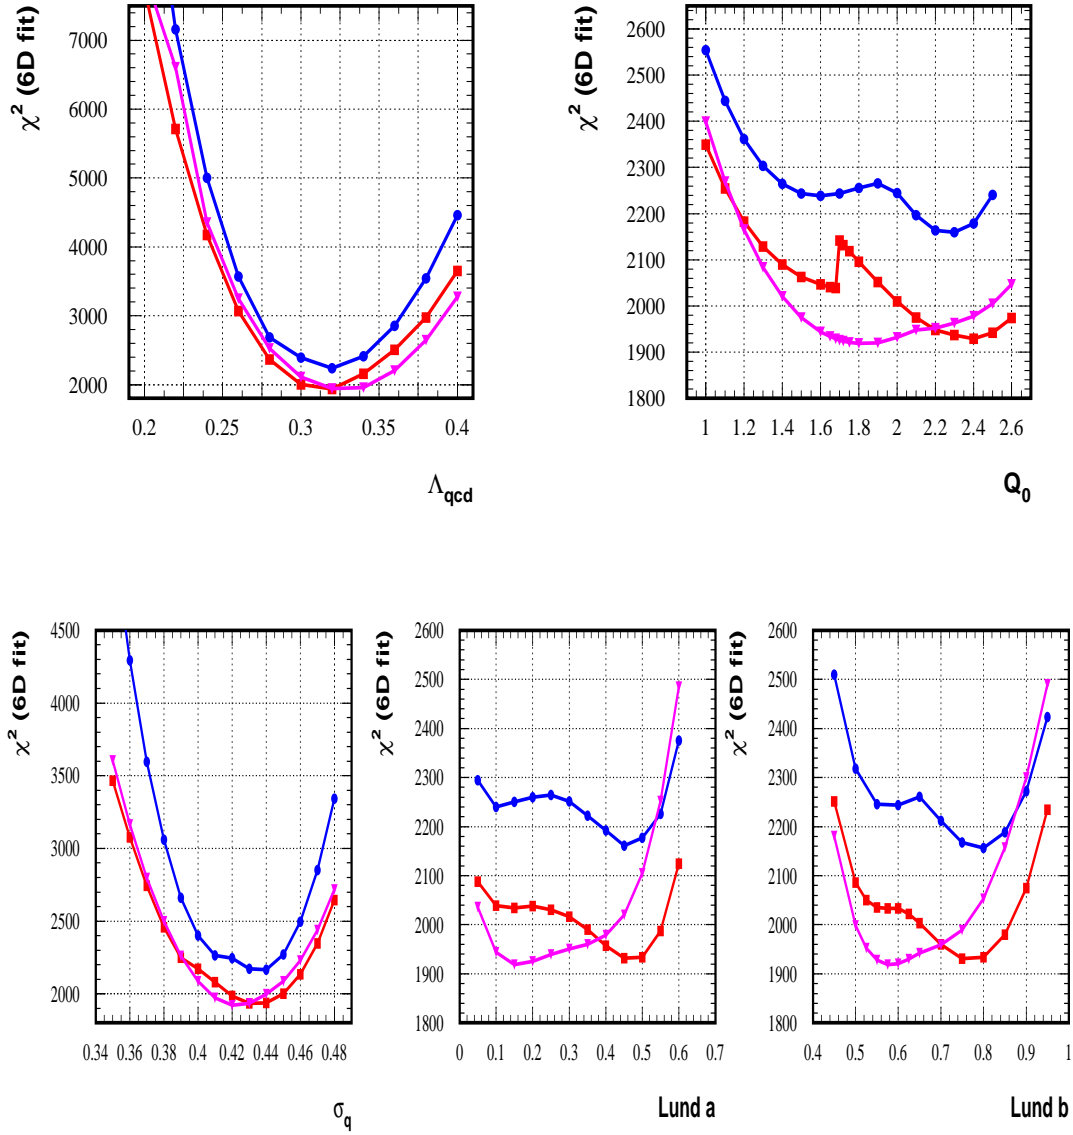 χ² (6D fit)
7000
6000
5000
4000
3000
2000
0.2 0.25 0.3 0.35 0.4
Λqcd
χ² (6D fit)
2600
2500
2400
2300
2200
2100
2000
1900
1800
1 1.2 1.4 1.6 1.8 2 2.2 2.4 2.6
Q₀
χ² (6D fit)
4500
4000
3500
3000
2500
2000
0.34 0.36 0.38 0.4 0.42 0.44 0.46 0.48
σq
χ² (6D fit)
2600
2500
2400
2300
2200
2100
2000
1900
1800
0 0.1 0.2 0.3 0.4 0.5 0.6 0.7
Lund a
χ² (6D fit)
2600
2500
2400
2300
2200
2100
2000
1900
1800
0.4 0.5 0.6 0.7 0.8 0.9 1
Lund b